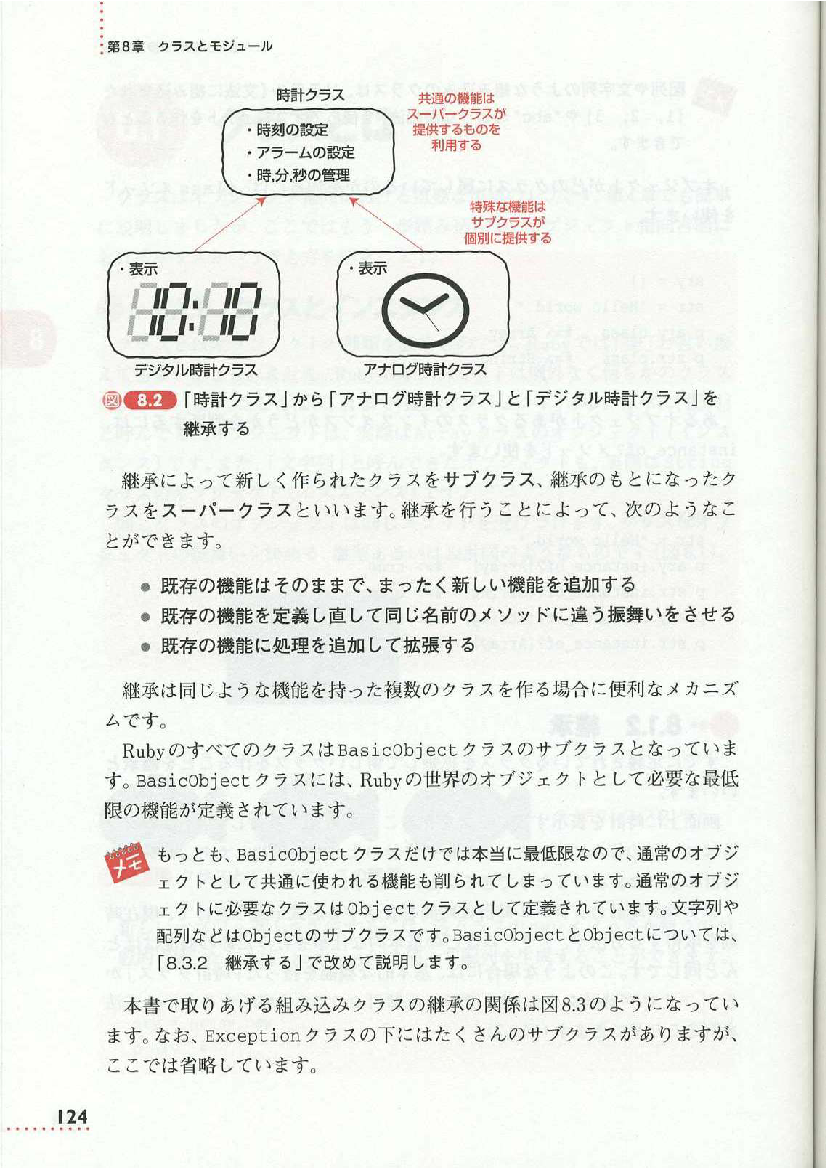 第8章 クラスとモジュール
時計クラス
・時刻の設定
・アラームの設定
・時、分、秒の管理
共通の機能は
スーパークラスが
提供するものを
利用する
特殊な機能は
サブクラスが
個別に提供する
・表示
10:10
デジタル時計クラス
・表示
アナログ時計クラス
図 8.2 「時計クラス」から「アナログ時計クラス」と「デジタル時計クラス」を
継承する
継承によって新しく作られたクラスをサブクラス、継承のもとになったク
ラスをスーパークラスといいます。継承を行うことによって、次のようなこ
とができます。
● 既存の機能はそのままで、まったく新しい機能を追加する
● 既存の機能を定義し直して同じ名前のメソッドに違う振舞いをさせる
● 既存の機能に処理を追加して拡張する
継承は同じような機能を持った複数のクラスを作る場合に便利なメカニズ
ムです。
RubyのすべてのクラスはBasicObjectクラスのサブクラスとなっていま
す。BasicObjectクラスには、Rubyの世界のオブジェクトとして必要な最低
限の機能が定義されています。
メモ
もっとも、BasicObjectクラスだけでは本当に最低限なので、通常のオブジ
ェクトとして共通に使われる機能も削られてしまっています。通常のオブジ
ェクトに必要なクラスはObjectクラスとして定義されています。文字列や
配列などはObjectのサブクラスです。BasicObjectとObjectについては、
「8.3.2 継承する」で改めて説明します。
本書で取りあげる組み込みクラスの継承の関係は図8.3のようになってい
ます。なお、Exceptionクラスの下にはたくさんのサブクラスがありますが、
ここでは省略しています。
124